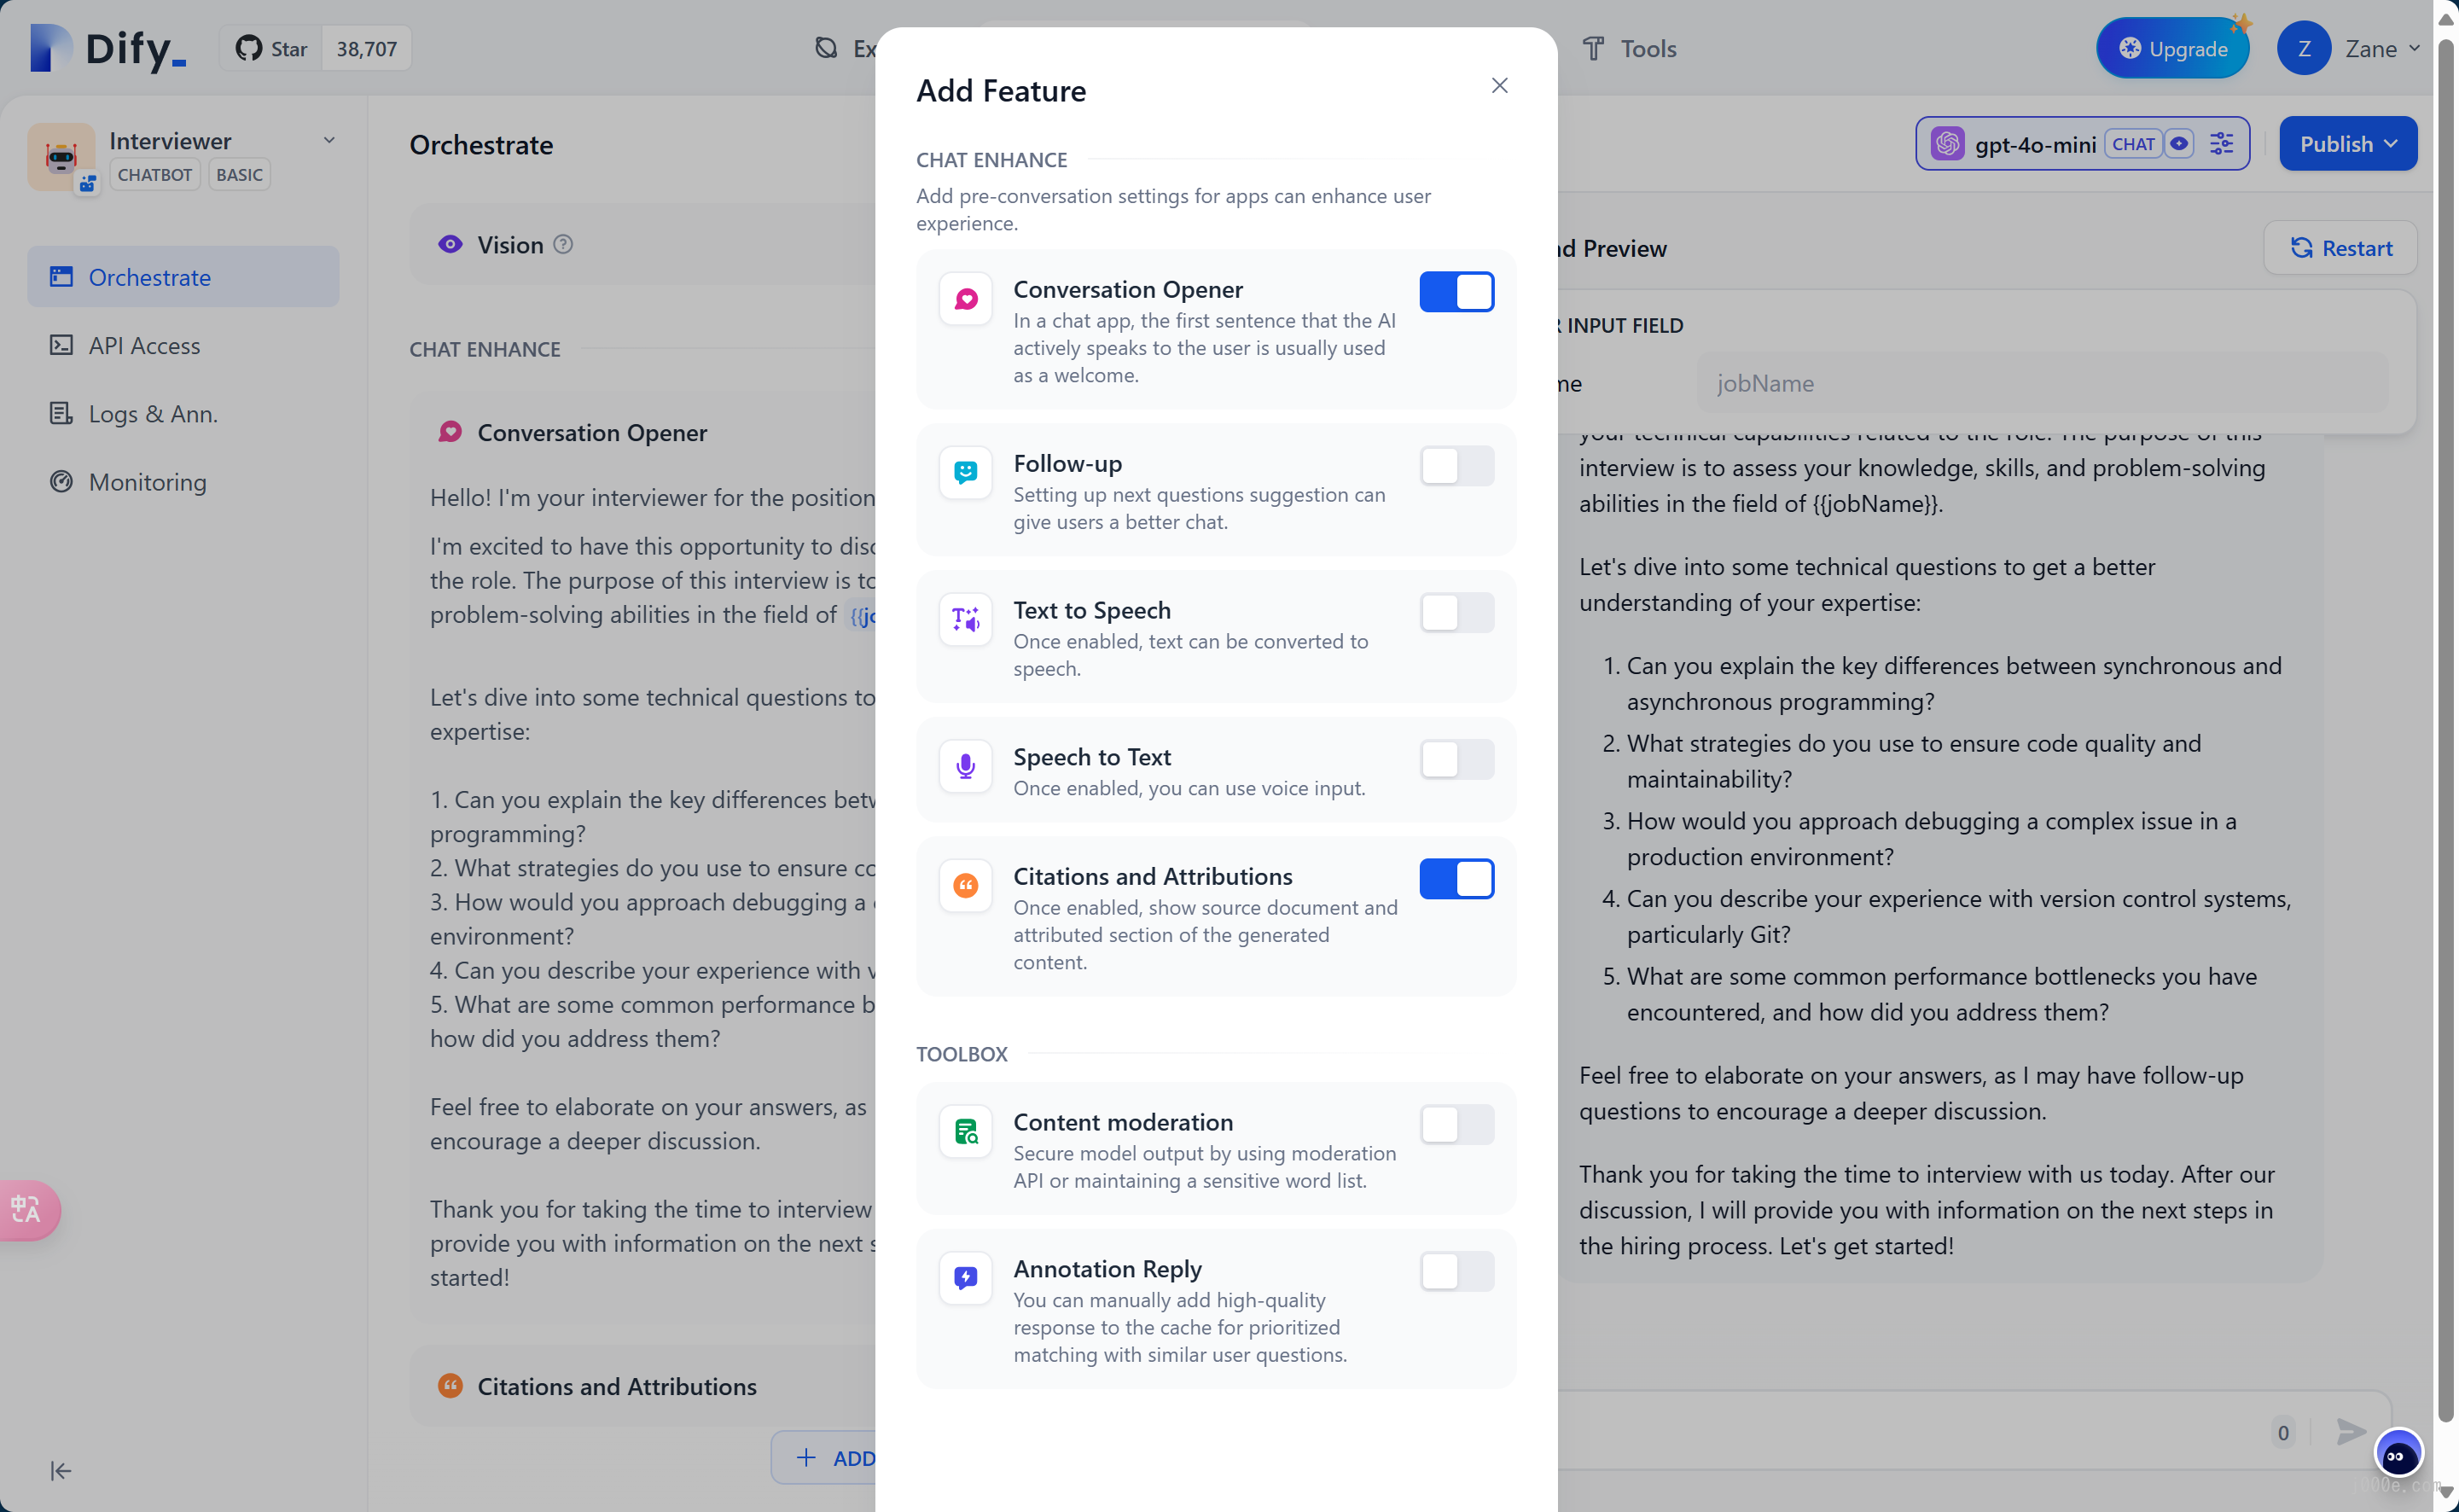 Dify_
Star
38,707
Ex
Tools
Upgrade
Z
Zane
Interviewer
CHATBOT
BASIC
Orchestrate
API Access
Logs & Ann.
Monitoring
中A
Orchestrate
gpt-4o-mini
CHAT
Publish
Vision
CHAT ENHANCE
Conversation Opener
Hello! I'm your interviewer for the position
I'm excited to have this opportunity to disc
the role. The purpose of this interview is to
problem-solving abilities in the field of {{jo
Let's dive into some technical questions to
expertise:
1. Can you explain the key differences betw
programming?
2. What strategies do you use to ensure co
3. How would you approach debugging a
environment?
4. Can you describe your experience with v
5. What are some common performance b
how did you address them?
Feel free to elaborate on your answers, as
encourage a deeper discussion.
Thank you for taking the time to interview
provide you with information on the next s
started!
Citations and Attributions
ADD
Add Feature
CHAT ENHANCE
Add pre-conversation settings for apps can enhance user
experience.
Conversation Opener
In a chat app, the first sentence that the AI
actively speaks to the user is usually used
as a welcome.
Follow-up
Setting up next questions suggestion can
give users a better chat.
Text to Speech
Once enabled, text can be converted to
speech.
Speech to Text
Once enabled, you can use voice input.
Citations and Attributions
Once enabled, show source document and
attributed section of the generated
content.
TOOLBOX
Content moderation
Secure model output by using moderation
API or maintaining a sensitive word list.
Annotation Reply
You can manually add high-quality
response to the cache for prioritized
matching with similar user questions.
nd Preview
Restart
R INPUT FIELD
me
jobName
your technical capabilities related to the role. The purpose of this
interview is to assess your knowledge, skills, and problem-solving
abilities in the field of {{jobName}}.
Let's dive into some technical questions to get a better
understanding of your expertise:
1. Can you explain the key differences between synchronous and
asynchronous programming?
2. What strategies do you use to ensure code quality and
maintainability?
3. How would you approach debugging a complex issue in a
production environment?
4. Can you describe your experience with version control systems,
particularly Git?
5. What are some common performance bottlenecks you have
encountered, and how did you address them?
Feel free to elaborate on your answers, as I may have follow-up
questions to encourage a deeper discussion.
Thank you for taking the time to interview with us today. After our
discussion, I will provide you with information on the next steps in
the hiring process. Let's get started!
0